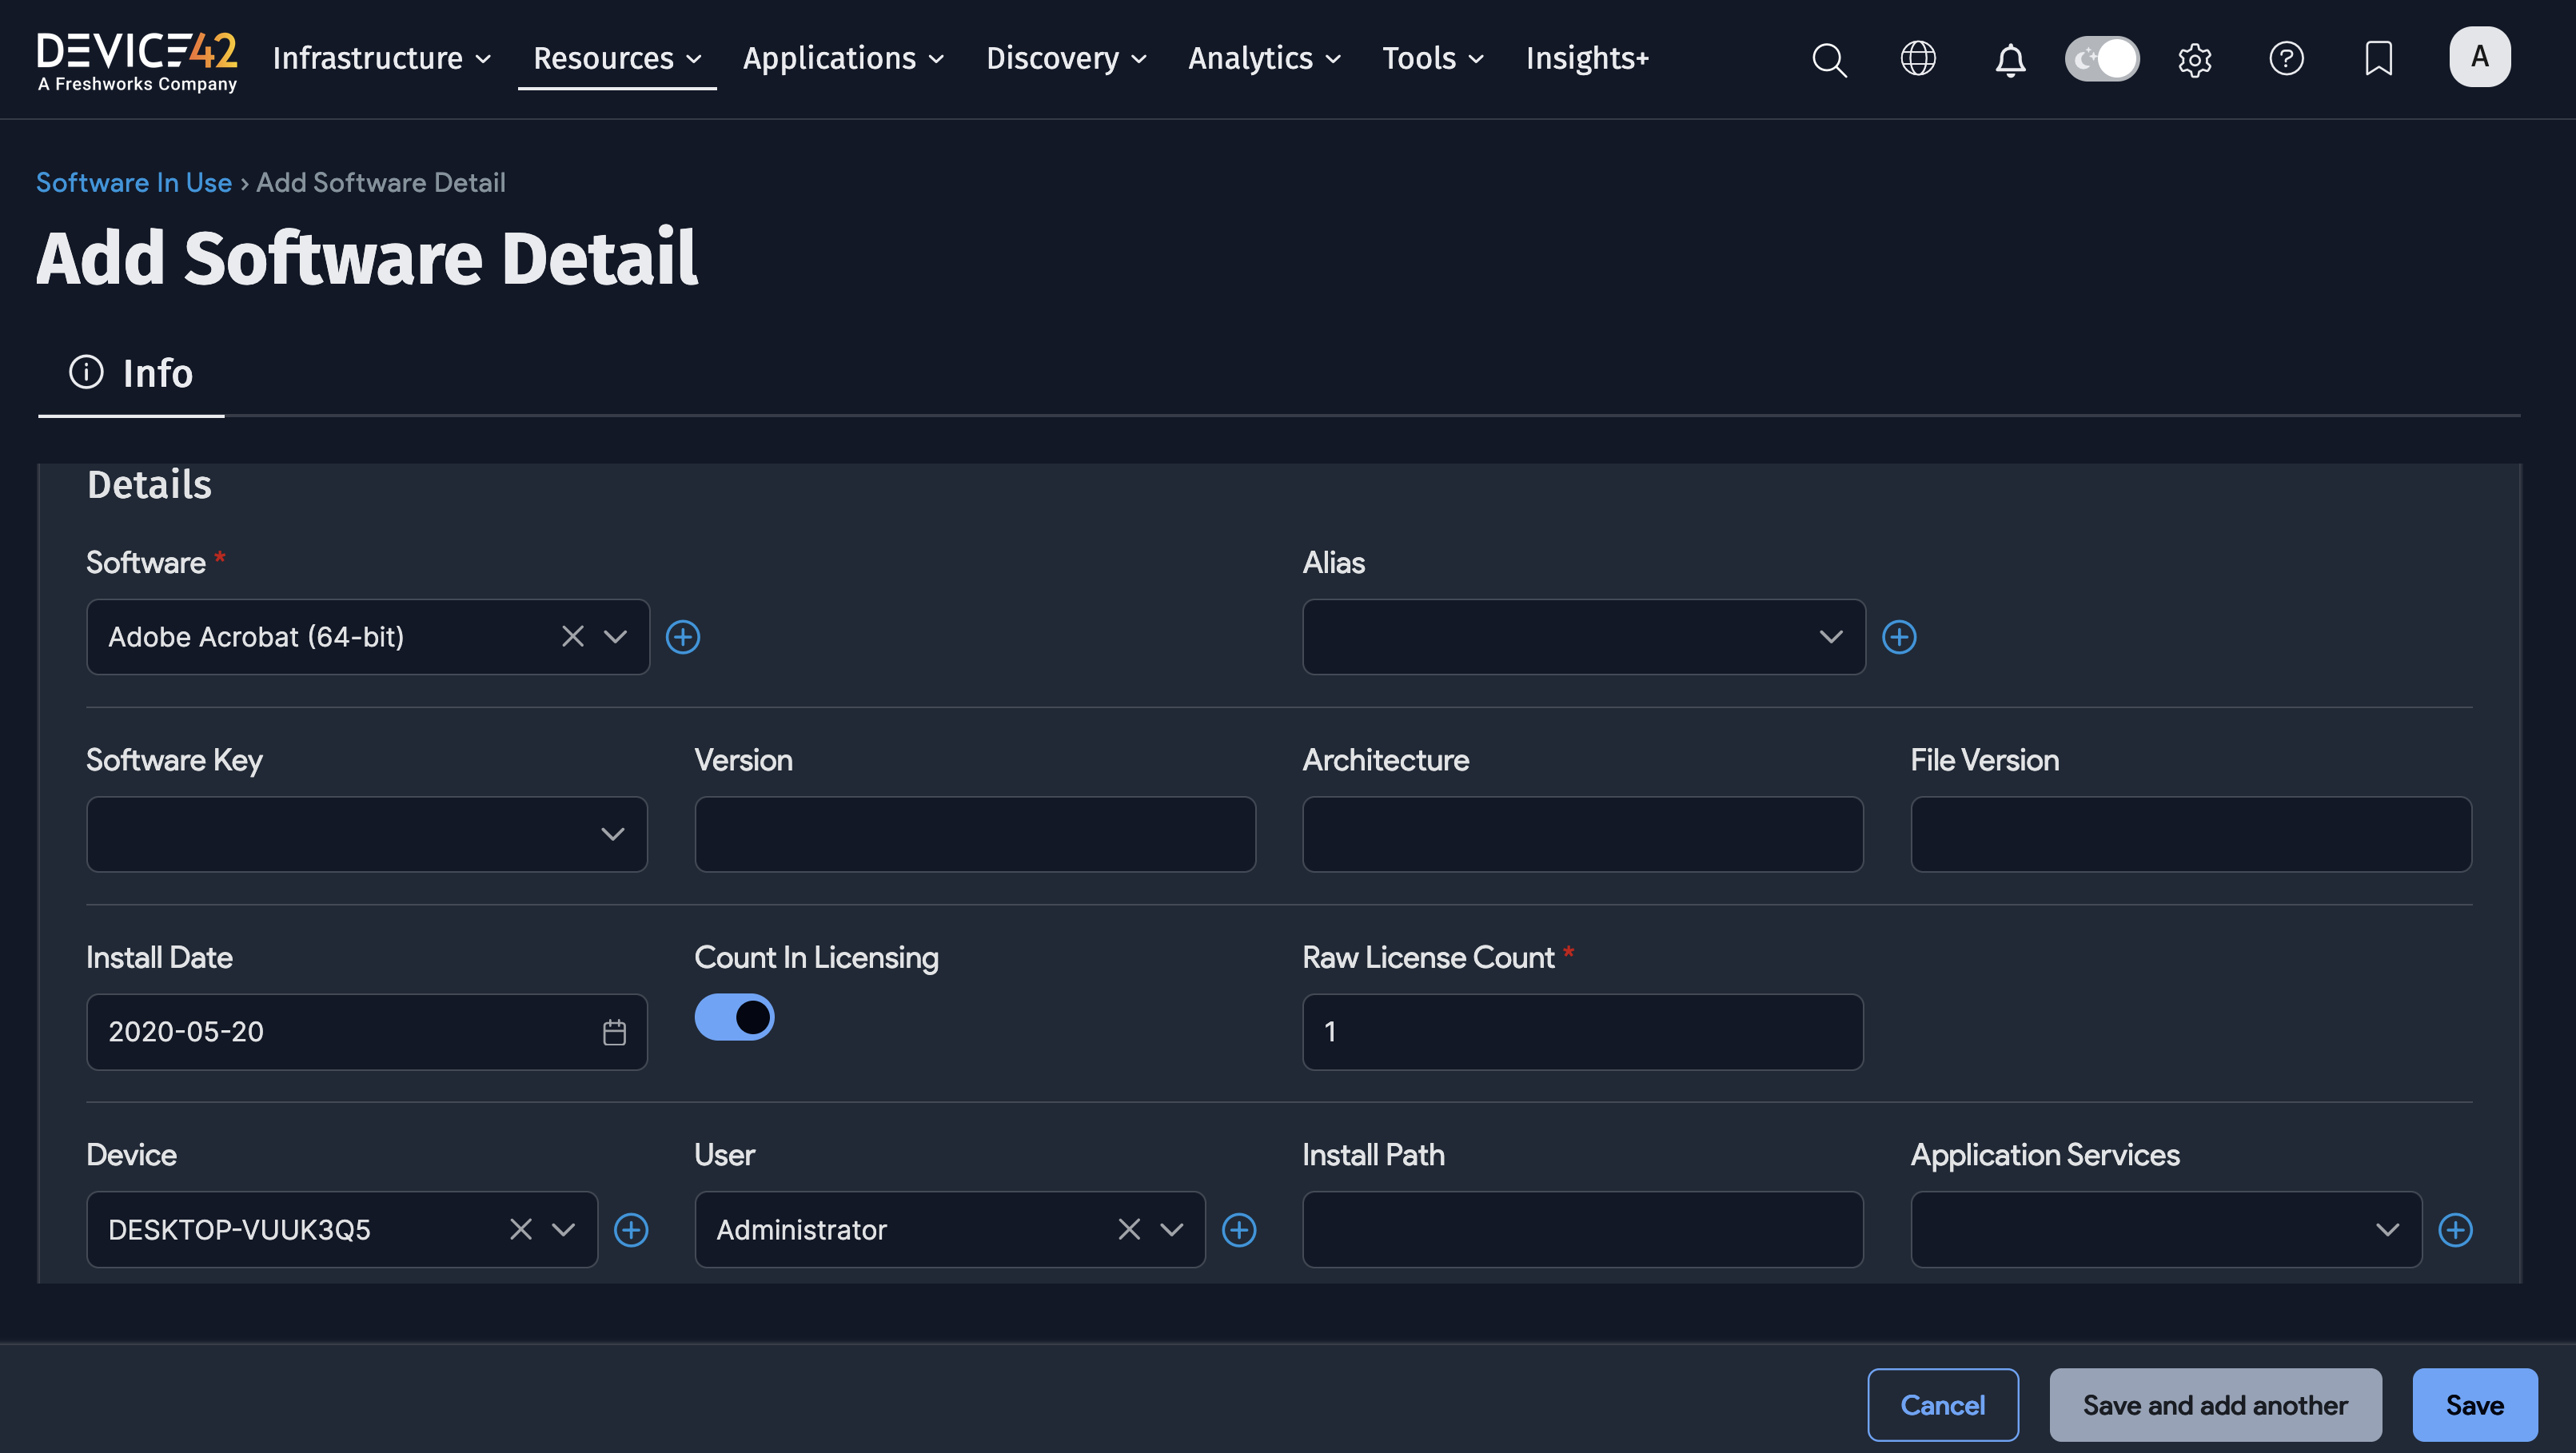 DEVICE42
A Freshworks Company
Infrastructure
Resources
Applications
Discovery
Analytics
Tools
Insights+
A
Software In Use › Add Software Detail
Add Software Detail
Info
Details
Software *
Alias
Adobe Acrobat (64-bit)
Software Key
Version
Architecture
File Version
Install Date
Count In Licensing
Raw License Count *
2020-05-20
1
Device
User
Install Path
Application Services
DESKTOP-VUUK3Q5
Administrator
Cancel
Save and add another
Save